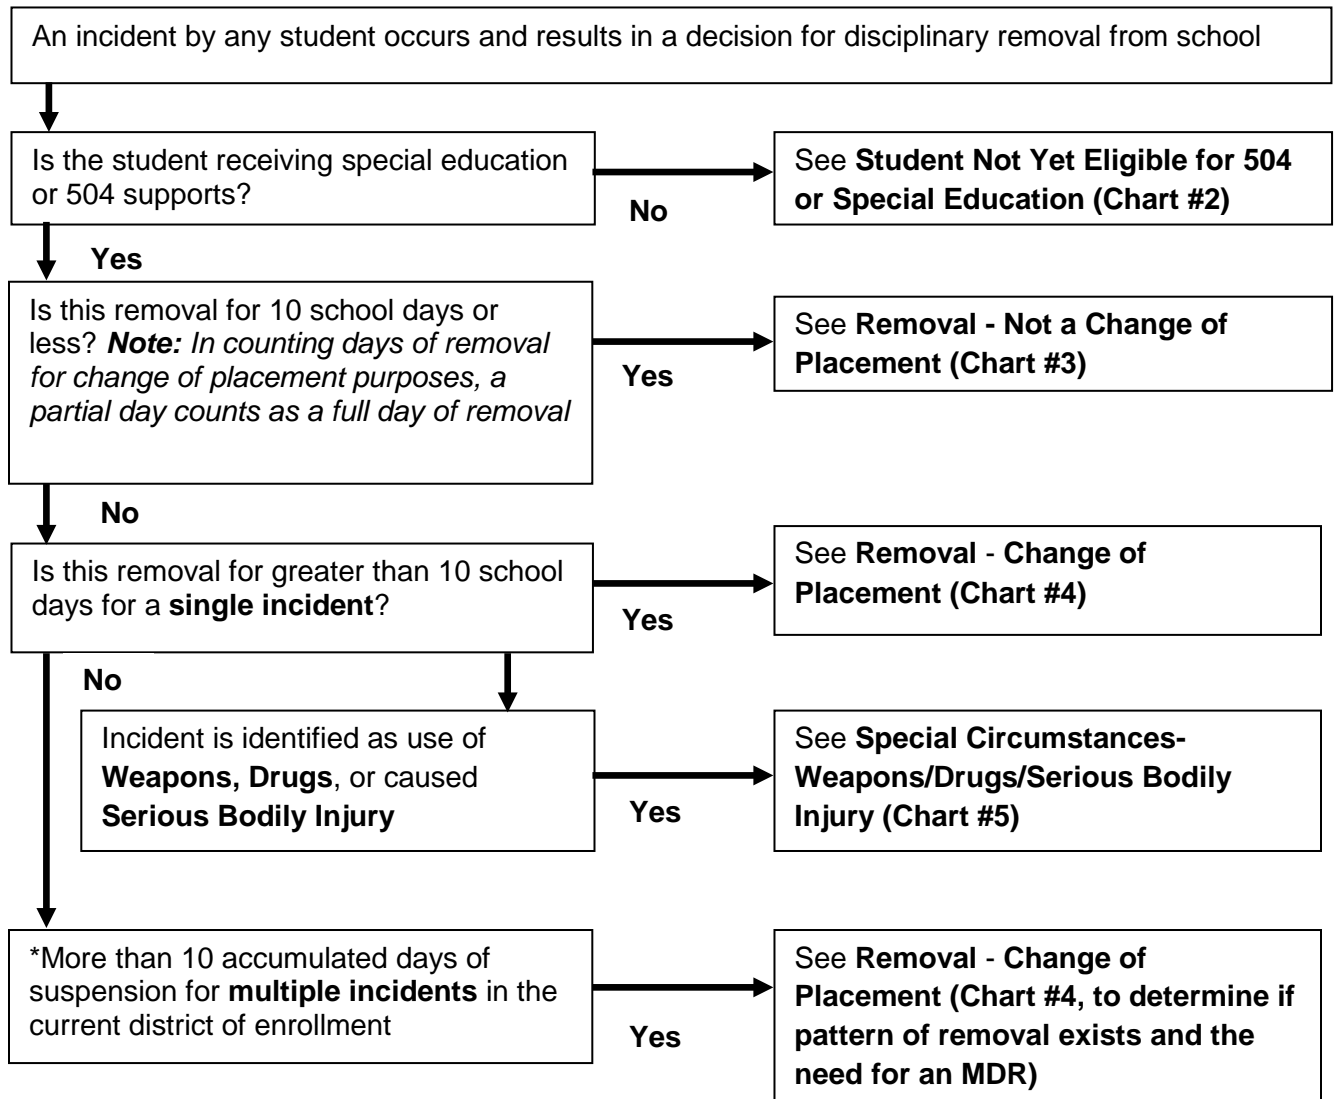 An incident by any student occurs and results in a decision for disciplinary removal from school
Is the student receiving special education
or 504 supports?
No
See Student Not Yet Eligible for 504
or Special Education (Chart #2)
Yes
Is this removal for 10 school days or
less? Note: In counting days of removal
for change of placement purposes, a
partial day counts as a full day of removal
Yes
See Removal - Not a Change of
Placement (Chart #3)
No
Is this removal for greater than 10 school
days for a single incident?
Yes
See Removal - Change of
Placement (Chart #4)
No
Incident is identified as use of
Weapons, Drugs, or caused
Serious Bodily Injury
Yes
See Special Circumstances-
Weapons/Drugs/Serious Bodily
Injury (Chart #5)
*More than 10 accumulated days of
suspension for multiple incidents in the
current district of enrollment
Yes
See Removal - Change of
Placement (Chart #4, to determine if
pattern of removal exists and the
need for an MDR)